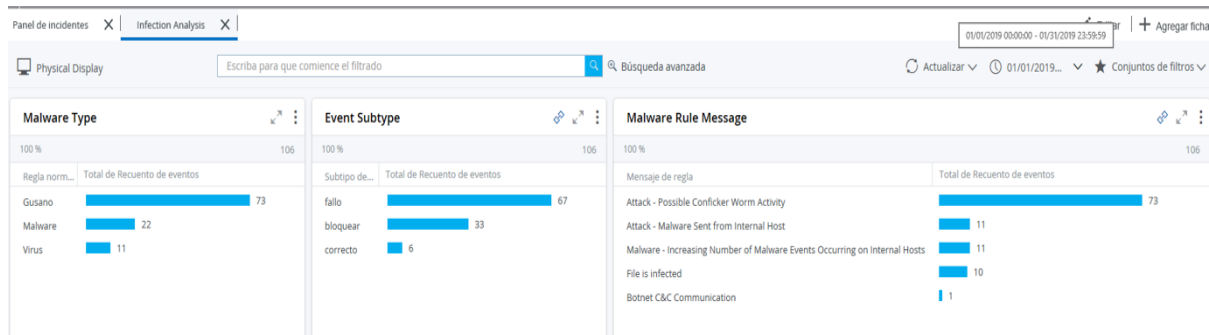 Panel de incidentes X Infection Analysis X
01/01/2019 00:00:00 - 01/31/2019 23:59:59
Agregar ficha
Physical Display
Escriba para que comience el filtrado
Búsqueda avanzada
Actualizar
01/01/2019...
Conjuntos de filtros
Malware Type
100 % 106
Regla norm... Total de Recuento de eventos
Gusano 73
Malware 22
Virus 11
Event Subtype
100 % 106
Subtipo de... Total de Recuento de eventos
fallo 67
bloquear 33
correcto 6
Malware Rule Message
100 % 106
Mensaje de regla Total de Recuento de eventos
Attack - Possible Conficker Worm Activity 73
Attack - Malware Sent from Internal Host 11
Malware - Increasing Number of Malware Events Occurring on Internal Hosts 11
File is infected 10
Botnet C&C Communication 1